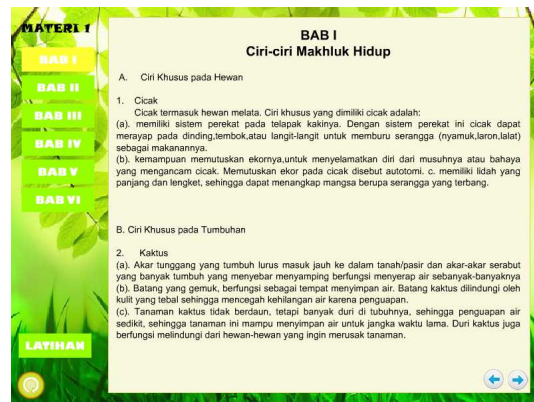 MATERI 1
BAB I
BAB II
BAB III
BAB IV
BAB V
BAB VI
LATIHAN
BAB I
Ciri-ciri Makhluk Hidup
A. Ciri Khusus pada Hewan
1. Cicak
Cicak termasuk hewan melata. Ciri khusus yang dimiliki cicak adalah:
(a). memiliki sistem perekat pada telapak kakinya. Dengan sistem perekat ini cicak dapat
merayap pada dinding,tembok,atau langit-langit untuk memburu serangga (nyamuk,laron,lalat)
sebagai makanannya.
(b). kemampuan memutuskan ekornya,untuk menyelamatkan diri dari musuhnya atau bahaya
yang mengancam cicak. Memutuskan ekor pada cicak disebut autotomi. c. memiliki lidah yang
panjang dan lengket, sehingga dapat menangkap mangsa berupa serangga yang terbang.
B. Ciri Khusus pada Tumbuhan
2. Kaktus
(a). Akar tunggang yang tumbuh lurus masuk jauh ke dalam tanah/pasir dan akar-akar serabut
yang banyak tumbuh yang menyebar menyamping berfungsi menyerap air sebanyak-banyaknya
(b). Batang yang gemuk, berfungsi sebagai tempat menyimpan air. Batang kaktus dilindungi oleh
kulit yang tebal sehingga mencegah kehilangan air karena penguapan.
(c). Tanaman kaktus tidak berdaun, tetapi banyak duri di tubuhnya, sehingga penguapan air
sedikit, sehingga tanaman ini mampu menyimpan air untuk jangka waktu lama. Duri kaktus juga
berfungsi melindungi dari hewan-hewan yang ingin merusak tanaman.